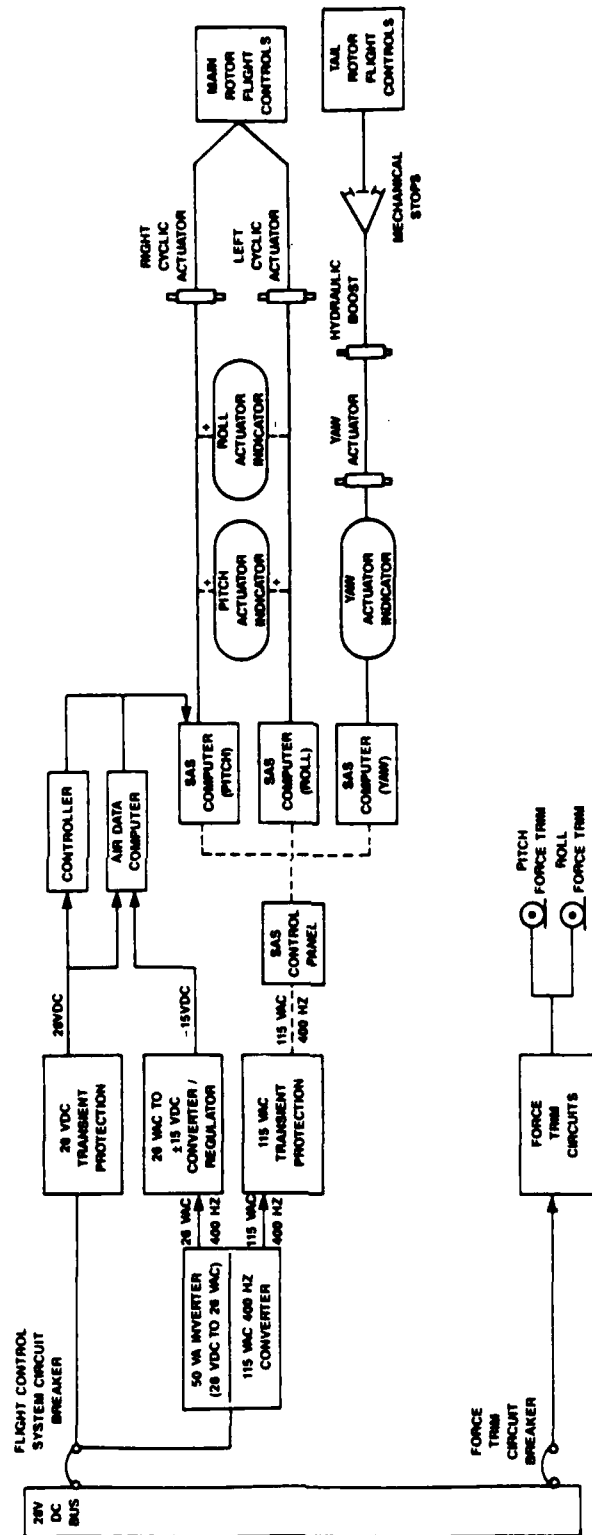 28V
DC
BUS
FLIGHT CONTROL
SYSTEM CIRCUIT
BREAKER
50 VA INVERTER
(28 VDC TO 26 VAC)
115 VAC 400 HZ
CONVERTER
26 VAC
400 HZ
115 VAC
400 HZ
28 VDC
TRANSIENT
PROTECTION
26 VAC TO
±15 VDC
CONVERTER /
REGULATOR
115 VAC
TRANSIENT
PROTECTION
28VDC
-15VDC
115 VAC
400 HZ
SAS
CONTROL
PANEL
CONTROLLER
AIR DATA
COMPUTER
SAS
COMPUTER
(PITCH)
SAS
COMPUTER
(ROLL)
SAS
COMPUTER
(YAW)
+
PITCH
ACTUATOR
INDICATOR
+
+
ROLL
ACTUATOR
INDICATOR
-
YAW
ACTUATOR
INDICATOR
RIGHT
CYCLIC
ACTUATOR
LEFT
CYCLIC
ACTUATOR
YAW
ACTUATOR
HYDRAULIC
BOOST
MECHANICAL
STOPS
MAIN
ROTOR
FLIGHT
CONTROLS
TAIL
ROTOR
FLIGHT
CONTROLS
FORCE
TRIM
CIRCUIT
BREAKER
FORCE
TRIM
CIRCUITS
PITCH
FORCE TRIM
ROLL
FORCE TRIM